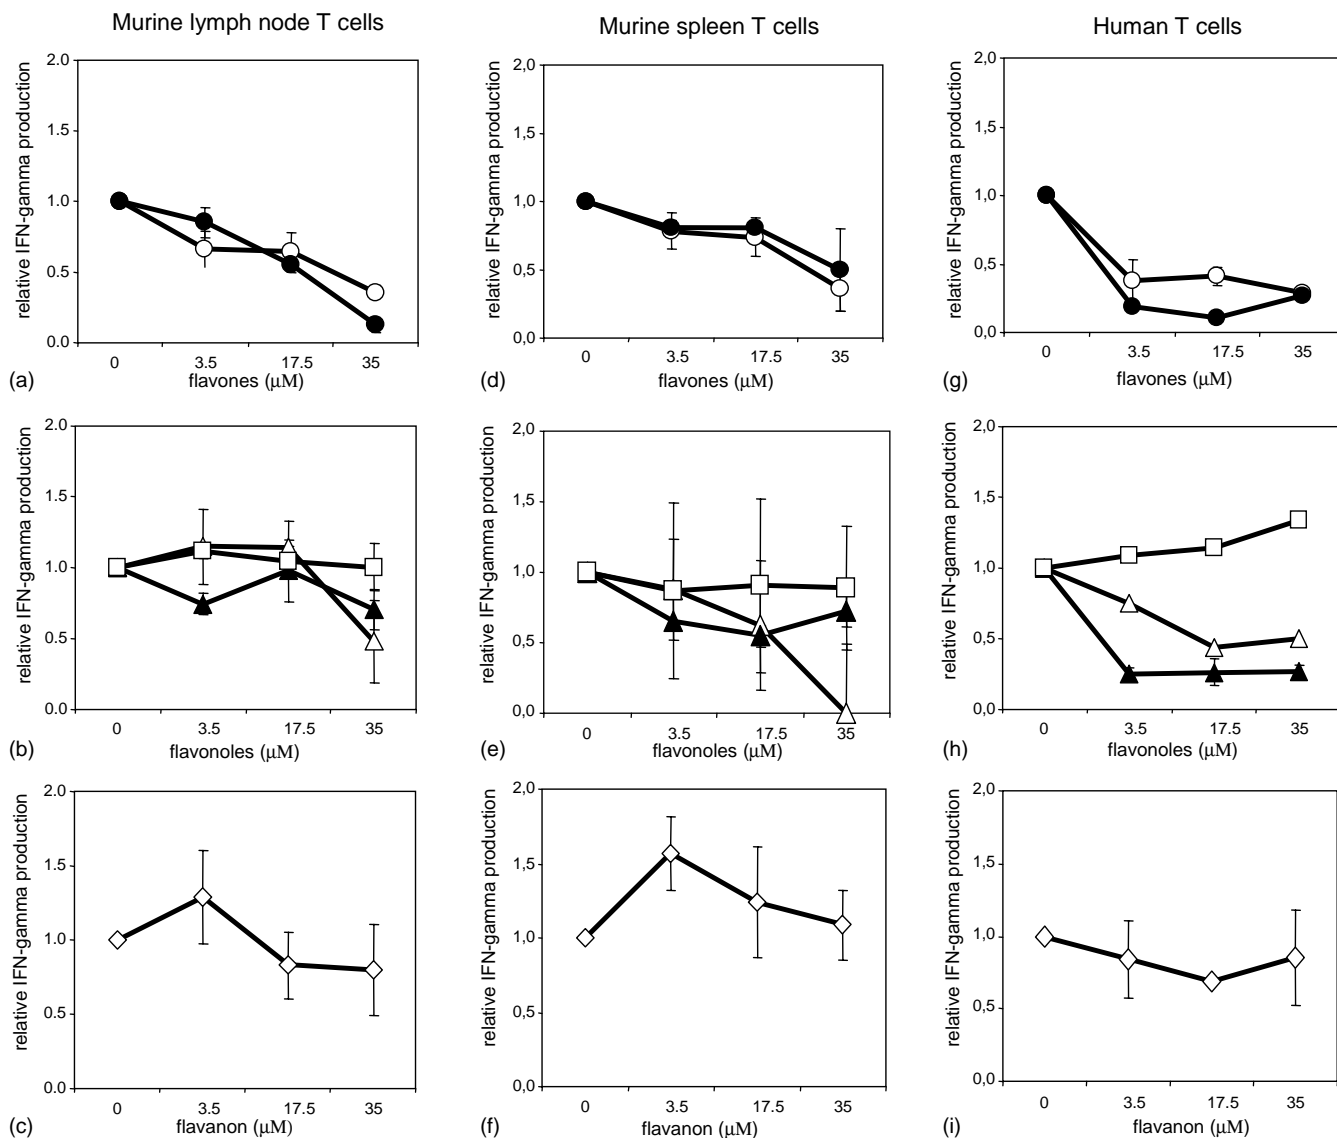 Murine lymph node T cells
Murine spleen T cells
Human T cells
relative IFN-gamma production
2.0
1.5
1.0
0.5
0.0
0
3.5
17.5
35
(a)
flavones (μM)
relative IFN-gamma production
2,0
1,5
1,0
0,5
0,0
0
3.5
17.5
35
(d)
flavones (μM)
relative IFN-gamma production
2,0
1,5
1,0
0,5
0,0
0
3.5
17.5
35
(g)
flavones (μM)
relative IFN-gamma production
2.0
1.5
1.0
0.5
0.0
0
3.5
17.5
35
(b)
flavonoles (μM)
relative IFN-gamma production
2,0
1,5
1,0
0,5
0,0
0
3.5
17.5
35
(e)
flavonoles (μM)
relative IFN-gamma production
2,0
1,5
1,0
0,5
0,0
0
3.5
17.5
35
(h)
flavonoles (μM)
relative IFN-gamma production
2.0
1.5
1.0
0.5
0.0
0
3.5
17.5
35
(c)
flavanon (μM)
relative IFN-gamma production
2,0
1,5
1,0
0,5
0,0
0
3.5
17.5
35
(f)
flavanon (μM)
relative IFN-gamma production
2,0
1,5
1,0
0,5
0,0
0
3.5
17.5
35
(i)
flavanon (μM)